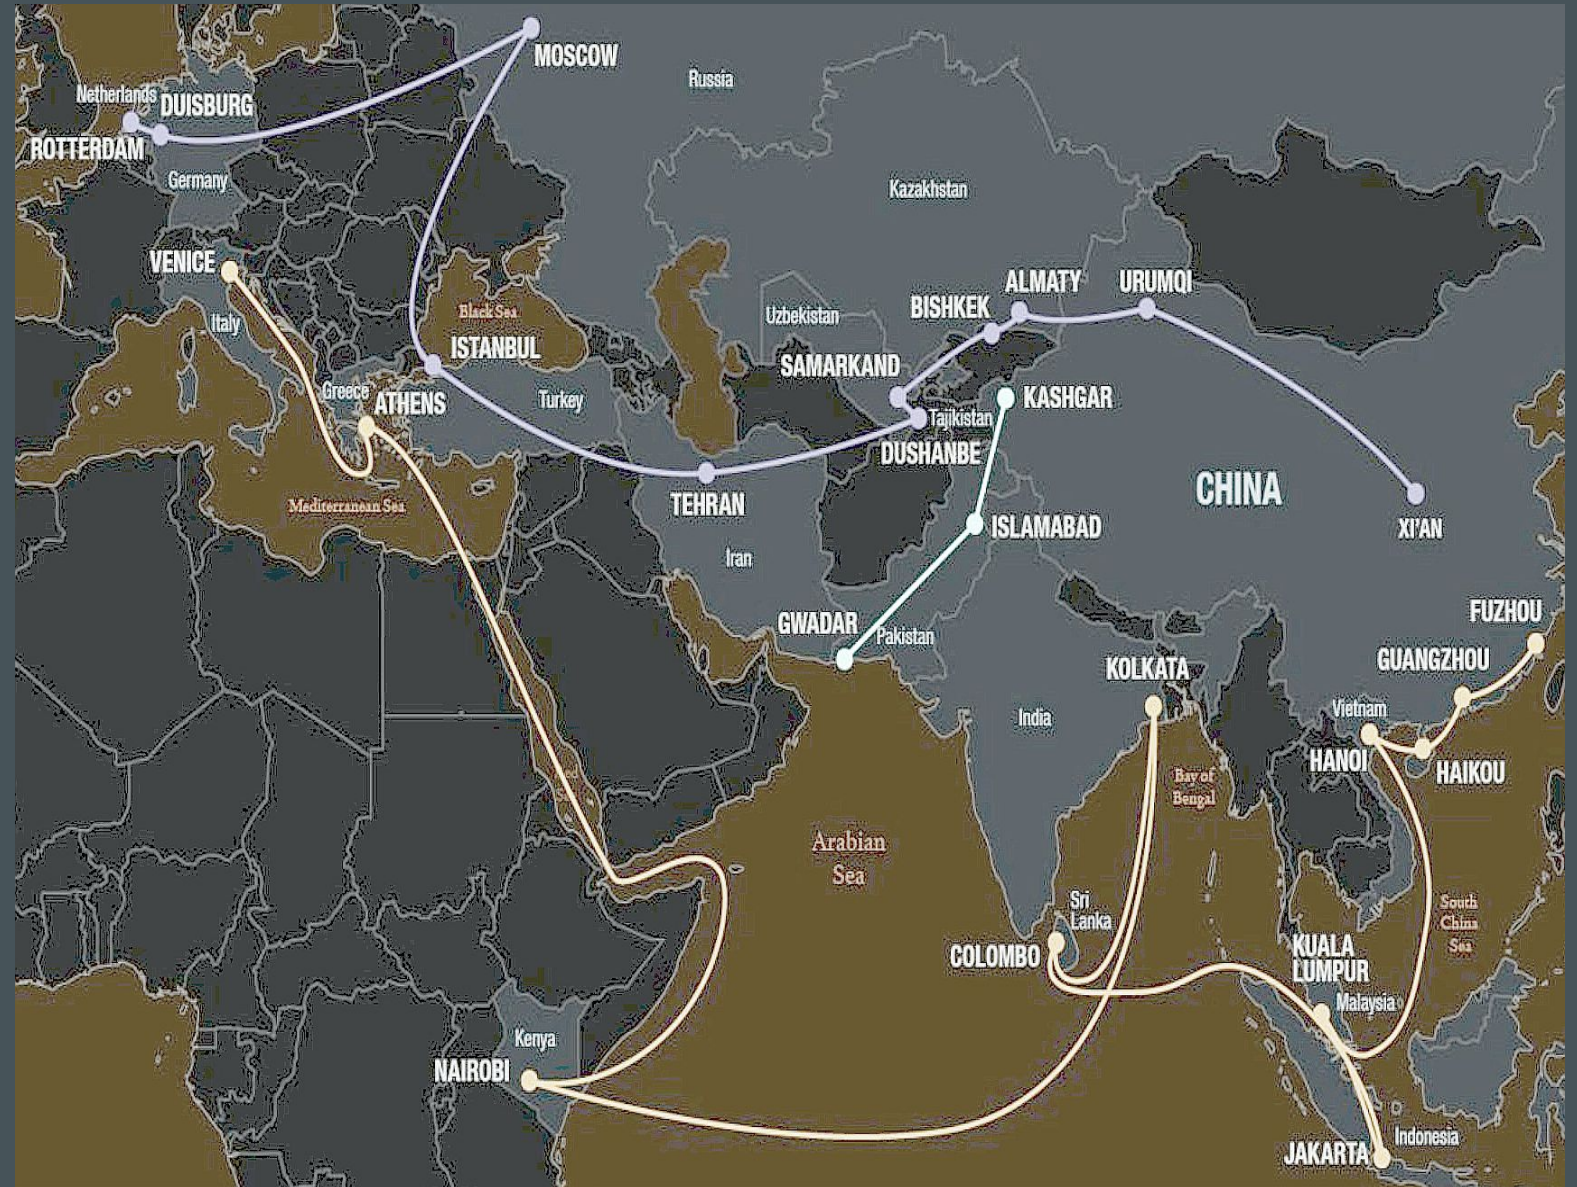 MOSCOW
Russia
Netherlands
DUISBURG
ROTTERDAM
Germany
Kazakhstan
VENICE
ALMATY
URUMQI
BISHKEK
Italy
Black Sea
Uzbekistan
ISTANBUL
SAMARKAND
Greece
ATHENS
Turkey
KASHGAR
Tajikistan
DUSHANBE
CHINA
Mediterranean Sea
TEHRAN
ISLAMABAD
XI'AN
Iran
GWADAR
Pakistan
FUZHOU
GUANGZHOU
KOLKATA
India
Vietnam
HANOI
HAIKOU
Bay of
Bengal
Arabian
Sea
Sri
Lanka
South
China
Sea
COLOMBO
KUALA
LUMPUR
Malaysia
Kenya
NAIROBI
JAKARTA
Indonesia